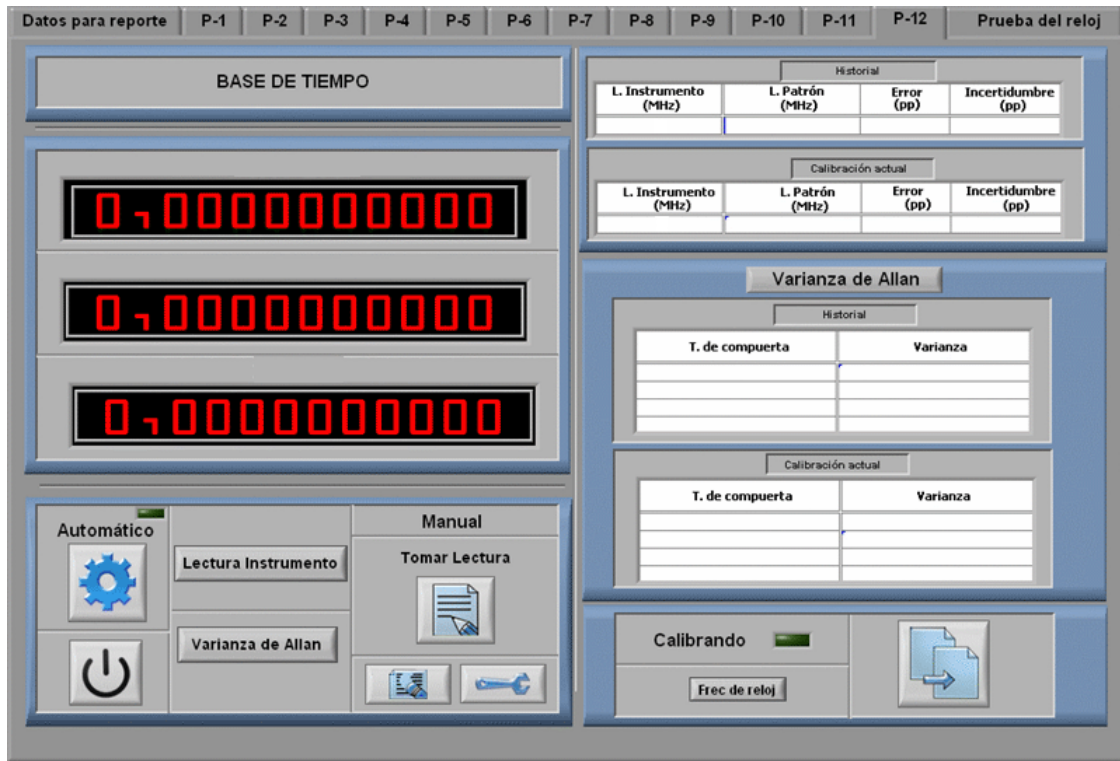 Datos para reporte P-1 P-2 P-3 P-4 P-5 P-6 P-7 P-8 P-9 P-10 P-11 P-12 Prueba del reloj
BASE DE TIEMPO
0,0000000000
0,0000000000
0,0000000000
Automático
Lectura Instrumento
Varianza de Allan
Manual
Tomar Lectura
Historial
L. Instrumento (MHz) L. Patrón (MHz) Error (pp) Incertidumbre (pp)
Calibración actual
L. Instrumento (MHz) L. Patrón (MHz) Error (pp) Incertidumbre (pp)
Varianza de Allan
Historial
T. de compuerta Varianza
Calibración actual
T. de compuerta Varianza
Calibrando
Frec de reloj